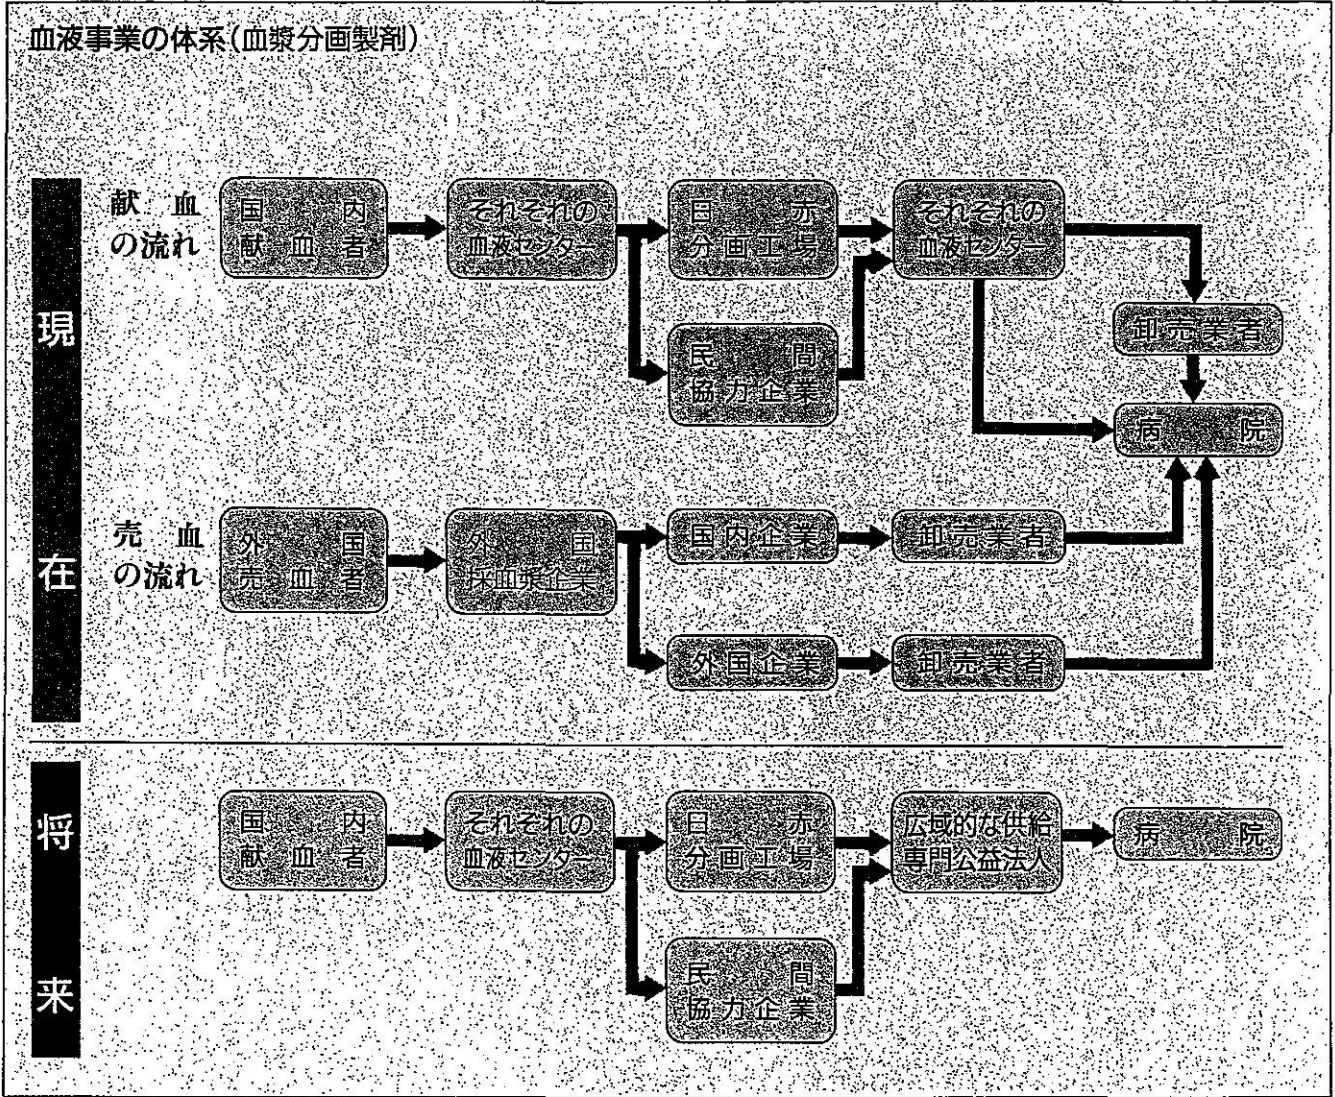 血液事業の体系(血漿分画製剤)
現在
献血
の流れ
国内
献血者
それぞれの
血液センター
日赤
分画工場
民間
協力企業
それぞれの
血液センター
卸売業者
病院
売血
の流れ
外国
売血者
外国
採血漿企業
国内企業
卸売業者
外国企業
卸売業者
将来
国内
献血者
それぞれの
血液センター
日赤
分画工場
民間
協力企業
広域的な供給
専門公益法人
病院